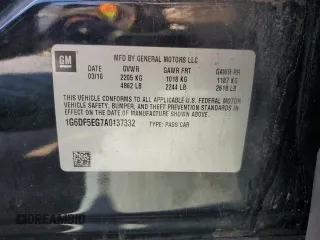 GM
MFD BY GENERAL MOTORS LLC
03/10 GVWR GAWR FRT GAWR RR
2205 KG 1018 KG 1187 KG
4862 LB 2244 LB 2618 LB
THIS VEHICLE CONFORMS TO ALL APPLICABLE U.S. FEDERAL MOTOR
VEHICLE SAFETY, BUMPER, AND THEFT PREVENTION STANDARDS IN
EFFECT ON THE DATE OF MANUFACTURE SHOWN ABOVE.
1G6DF5EG7A0137332 TYPE: PASS CAR
DREAMBID